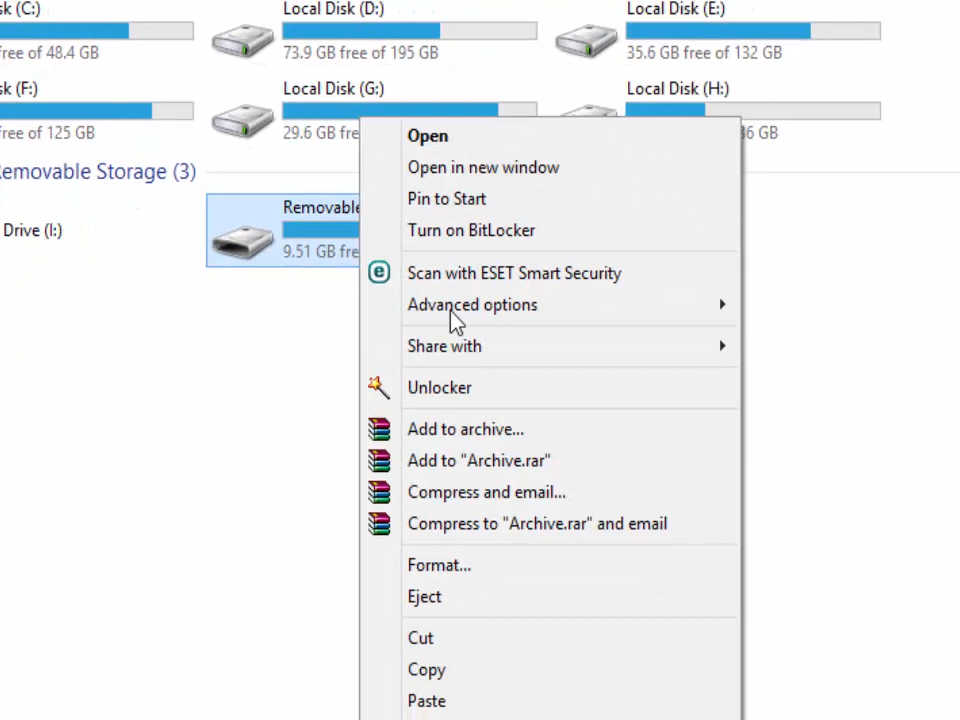 sk (C:)
Local Disk (D:)
Local Disk (E:)
free of 48.4 GB
73.9 GB free of 195 GB
35.6 GB free of 132 GB
sk (F:)
Local Disk (G:)
Local Disk (H:)
free of 125 GB
29.6 GB fre
6 GB
Removable Storage (3)
Drive (I:)
Removable
9.51 GB fre
Open
Open in new window
Pin to Start
Turn on BitLocker
e
Scan with ESET Smart Security
Advanced options
Share with
Unlocker
Add to archive...
Add to "Archive.rar"
Compress and email...
Compress to "Archive.rar" and email
Format...
Eject
Cut
Copy
Paste